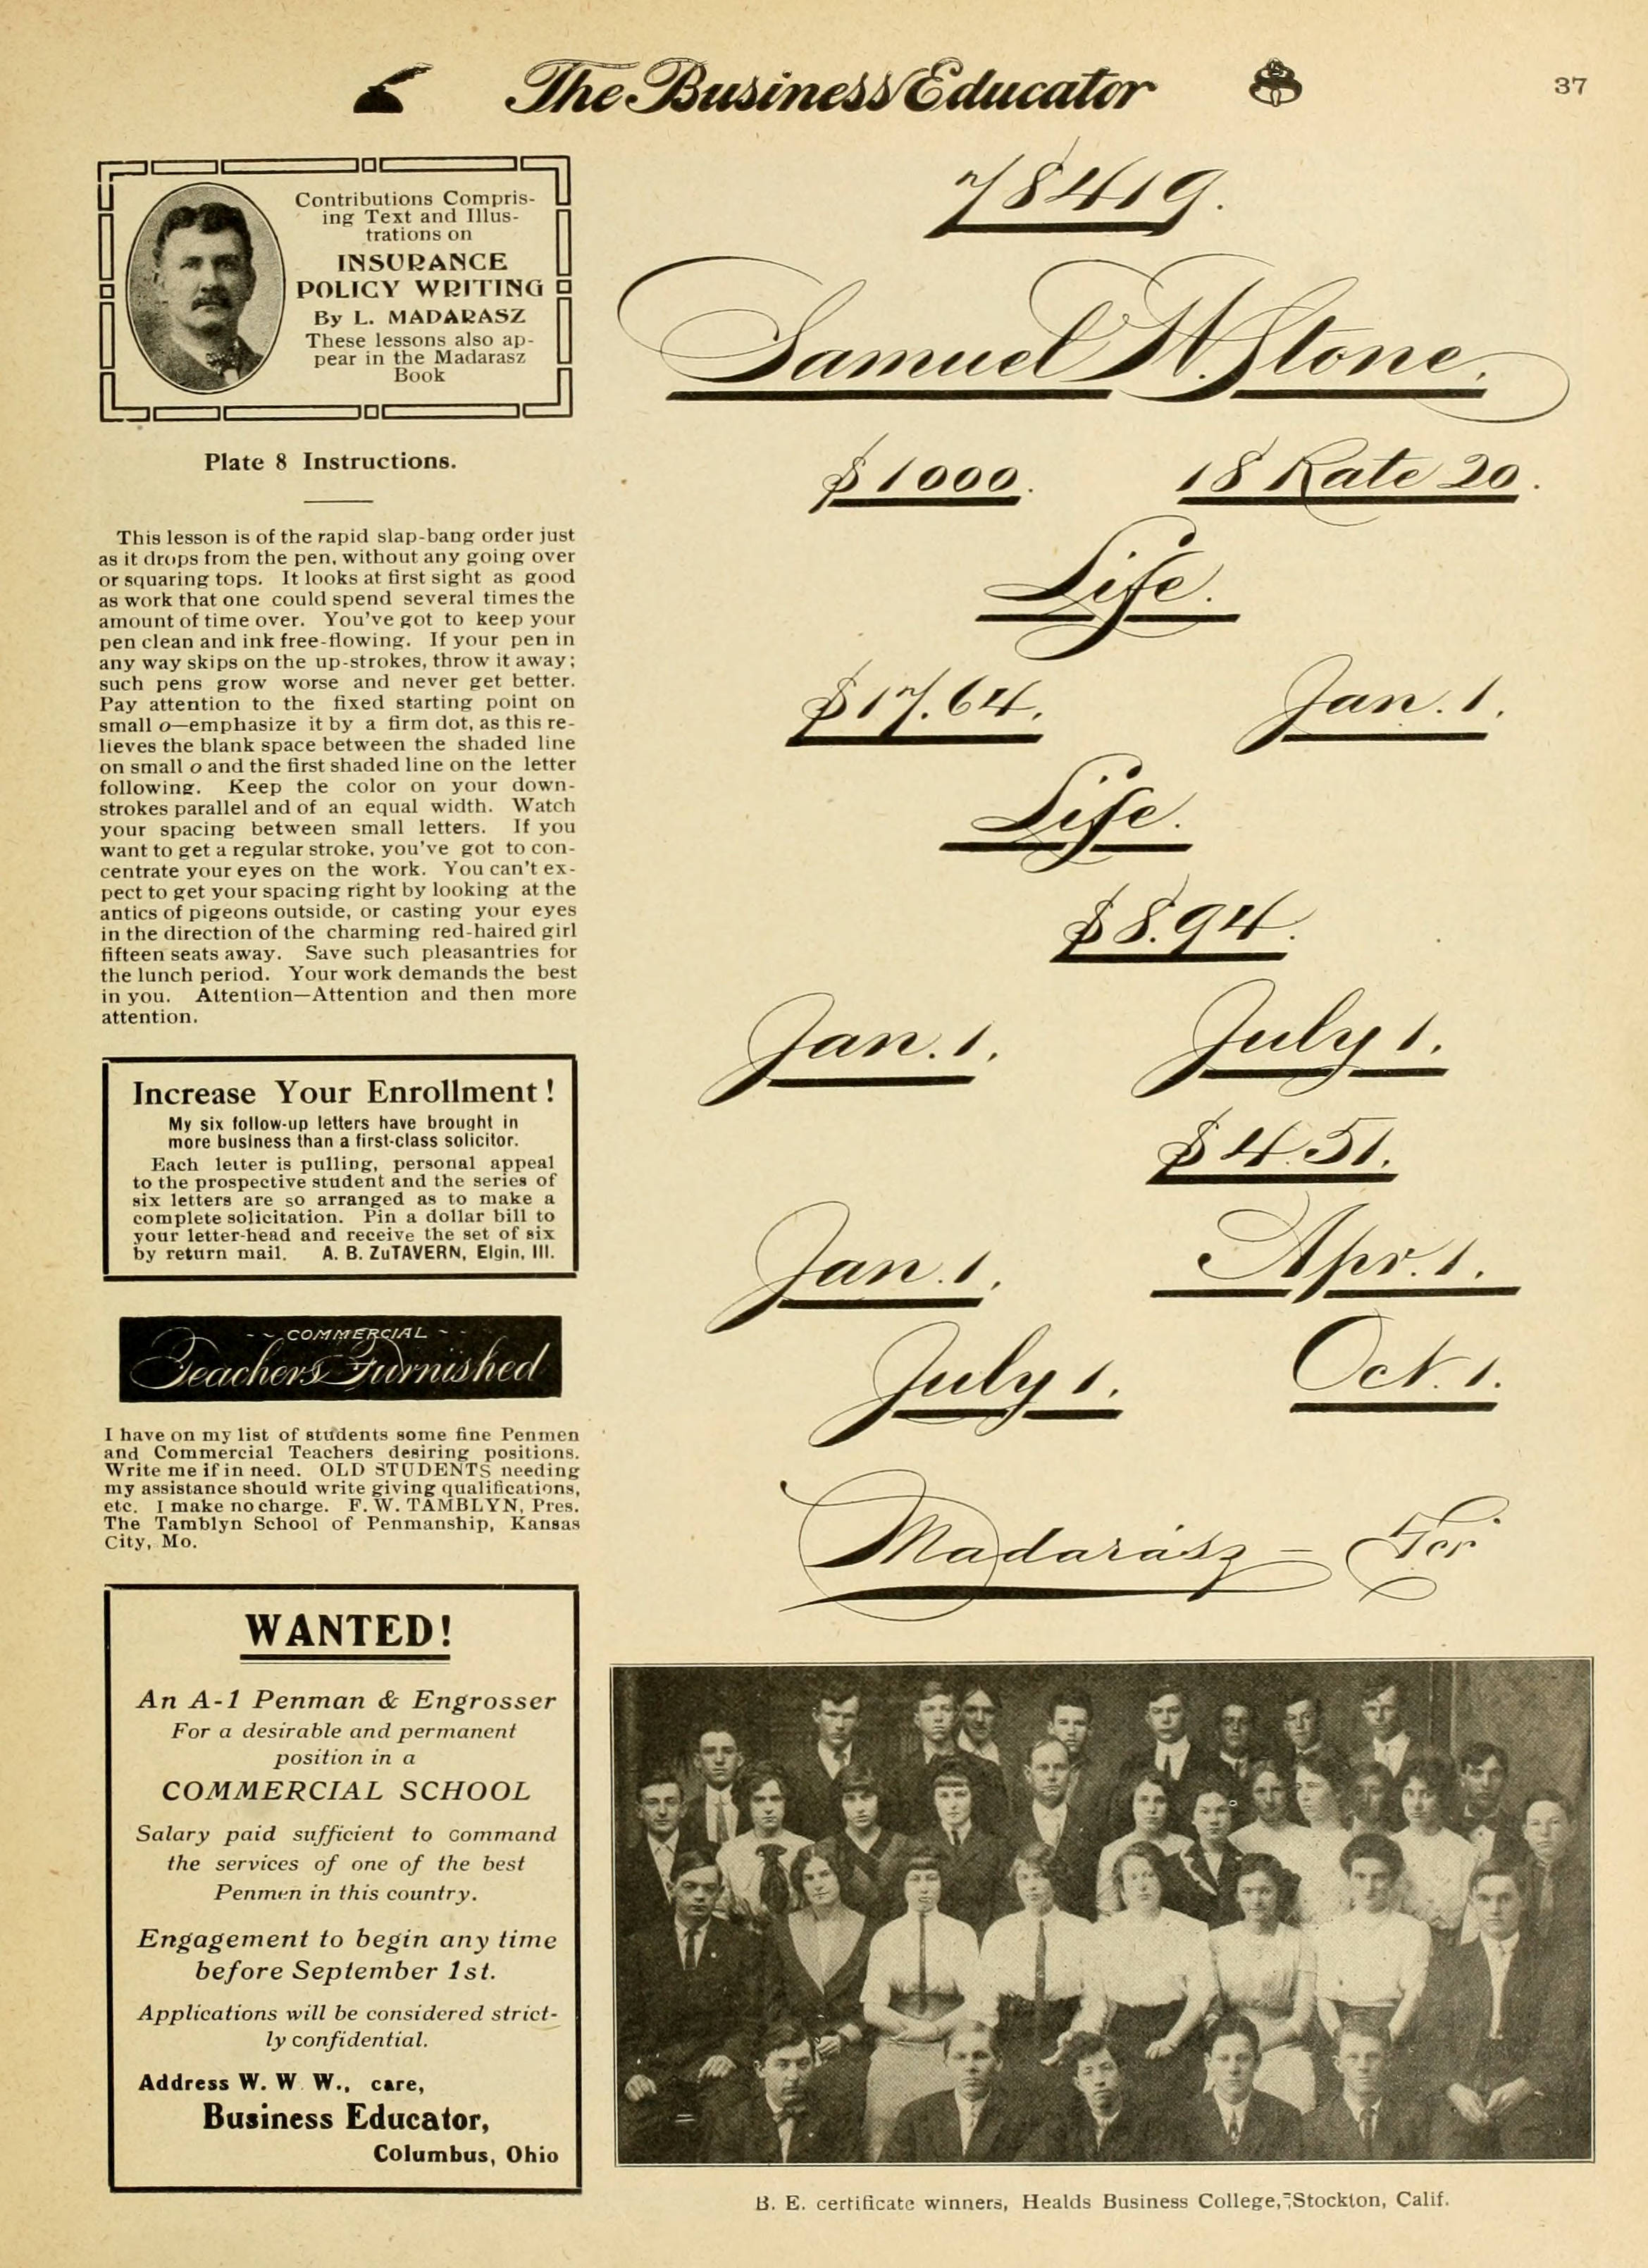 The Business Educator
37
Contributions Compris-
ing Text and Illus-
trations on
INSURANCE
POLICY WRITING
By L. MADARASZ
These lessons also ap-
pear in the Madarasz
Book
Plate 8 Instructions.
This lesson is of the rapid slap-bang order just
as it drops from the pen, without any going over
or squaring tops. It looks at first sight as good
as work that one could spend several times the
amount of time over. You've got to keep your
pen clean and ink free-flowing. If your pen in
any way skips on the up-strokes, throw it away;
such pens grow worse and never get better.
Pay attention to the fixed starting point on
small o—emphasize it by a firm dot, as this re-
lieves the blank space between the shaded line
on small o and the first shaded line on the letter
following. Keep the color on your down-
strokes parallel and of an equal width. Watch
your spacing between small letters. If you
want to get a regular stroke, you've got to con-
centrate your eyes on the work. You can't ex-
pect to get your spacing right by looking at the
antics of pigeons outside, or casting your eyes
in the direction of the charming red-haired girl
fifteen seats away. Save such pleasantries for
the lunch period. Your work demands the best
in you. Attention—Attention and then more
attention.
Increase Your Enrollment!
My six follow-up letters have brought in
more business than a first-class solicitor.
Each letter is pulling, personal appeal
to the prospective student and the series of
six letters are so arranged as to make a
complete solicitation. Pin a dollar bill to
your letter-head and receive the set of six
by return mail. A. B. ZuTAVERN, Elgin, Ill.
COMMERCIAL
Teachers Furnished
I have on my list of students some fine Penmen
and Commercial Teachers desiring positions.
Write me if in need. OLD STUDENTS needing
my assistance should write giving qualifications,
etc. I make no charge. F. W. TAMBLYN, Pres.
The Tamblyn School of Penmanship, Kansas
City, Mo.
WANTED!
An A-1 Penman & Engrosser
For a desirable and permanent
position in a
COMMERCIAL SCHOOL
Salary paid sufficient to command
the services of one of the best
Penmen in this country.
Engagement to begin any time
before September 1st.
Applications will be considered strict-
ly confidential.
Address W. W. W., care,
Business Educator,
Columbus, Ohio
78419.
Samuel W. Stone.
$1000. 18 Rate 20.
Life.
$17.64. Jan. 1.
Life.
$8.94.
Jan. 1. July 1.
$4.51.
Jan. 1. Apr. 1.
July 1. Oct. 1.
Madarász –
B. E. certificate winners, Healds Business College, Stockton, Calif.